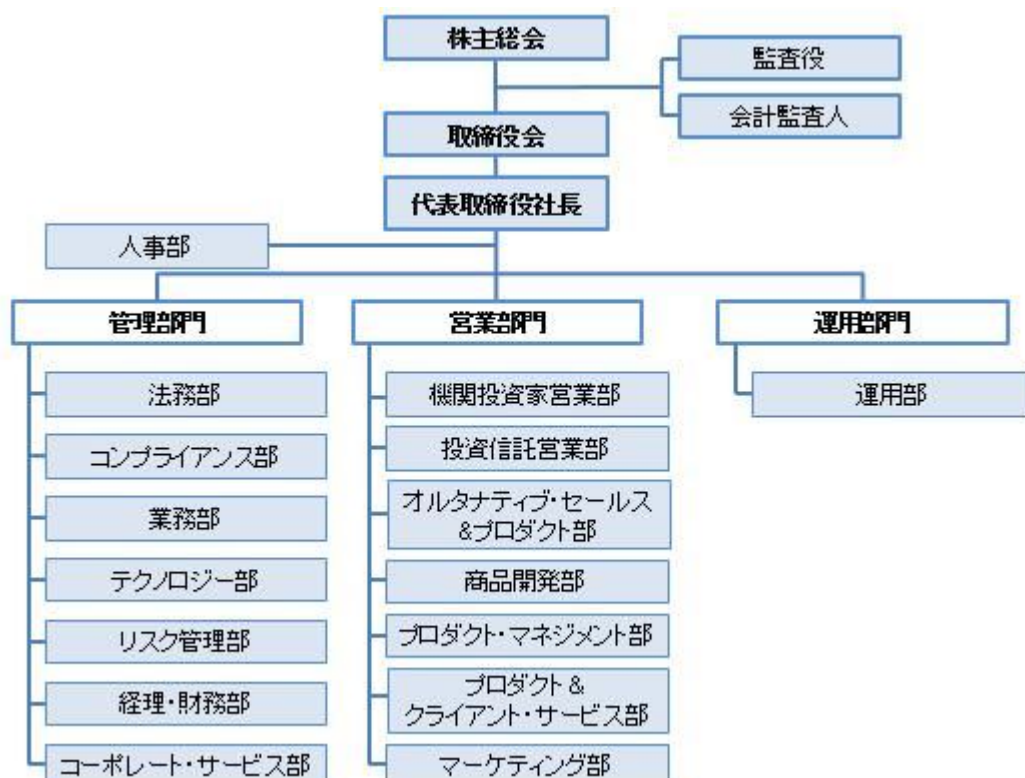 株主総会
監査役
会計監査人
取締役会
代表取締役社長
人事部
管理部門
法務部
コンプライアンス部
業務部
テクノロジー部
リスク管理部
経理・財務部
コーポレート・サービス部
営業部門
機関投資家営業部
投資信託営業部
オルタナティブ・セールス
&プロダクト部
商品開発部
プロダクト・マネジメント部
プロダクト &
クライアント・サービス部
マーケティング部
運用部門
運用部